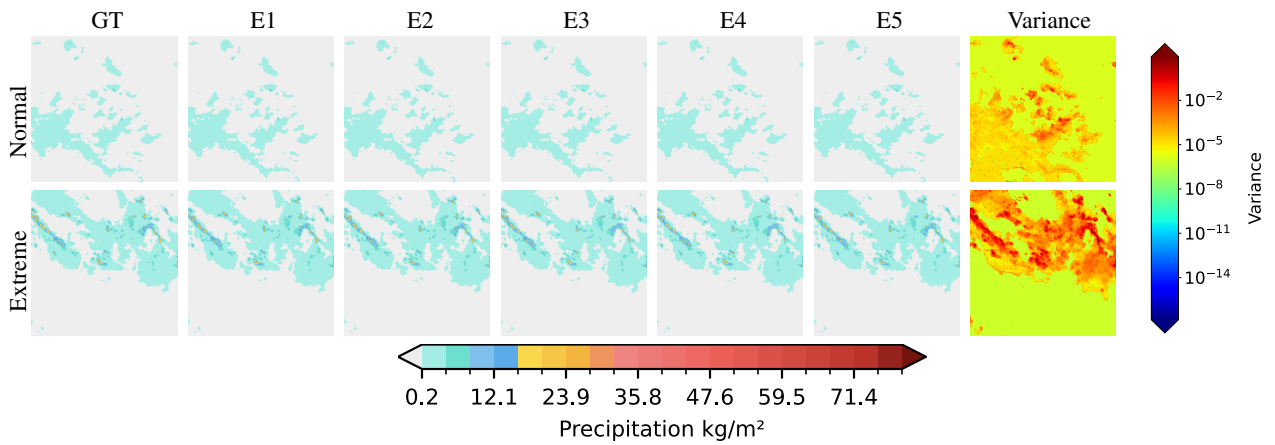 GT E1 E2 E3 E4 E5 Variance
Normal
Extreme
10⁻²
10⁻⁵
10⁻⁸
10⁻¹¹
10⁻¹⁴
Variance
0.2 12.1 23.9 35.8 47.6 59.5 71.4
Precipitation kg/m²